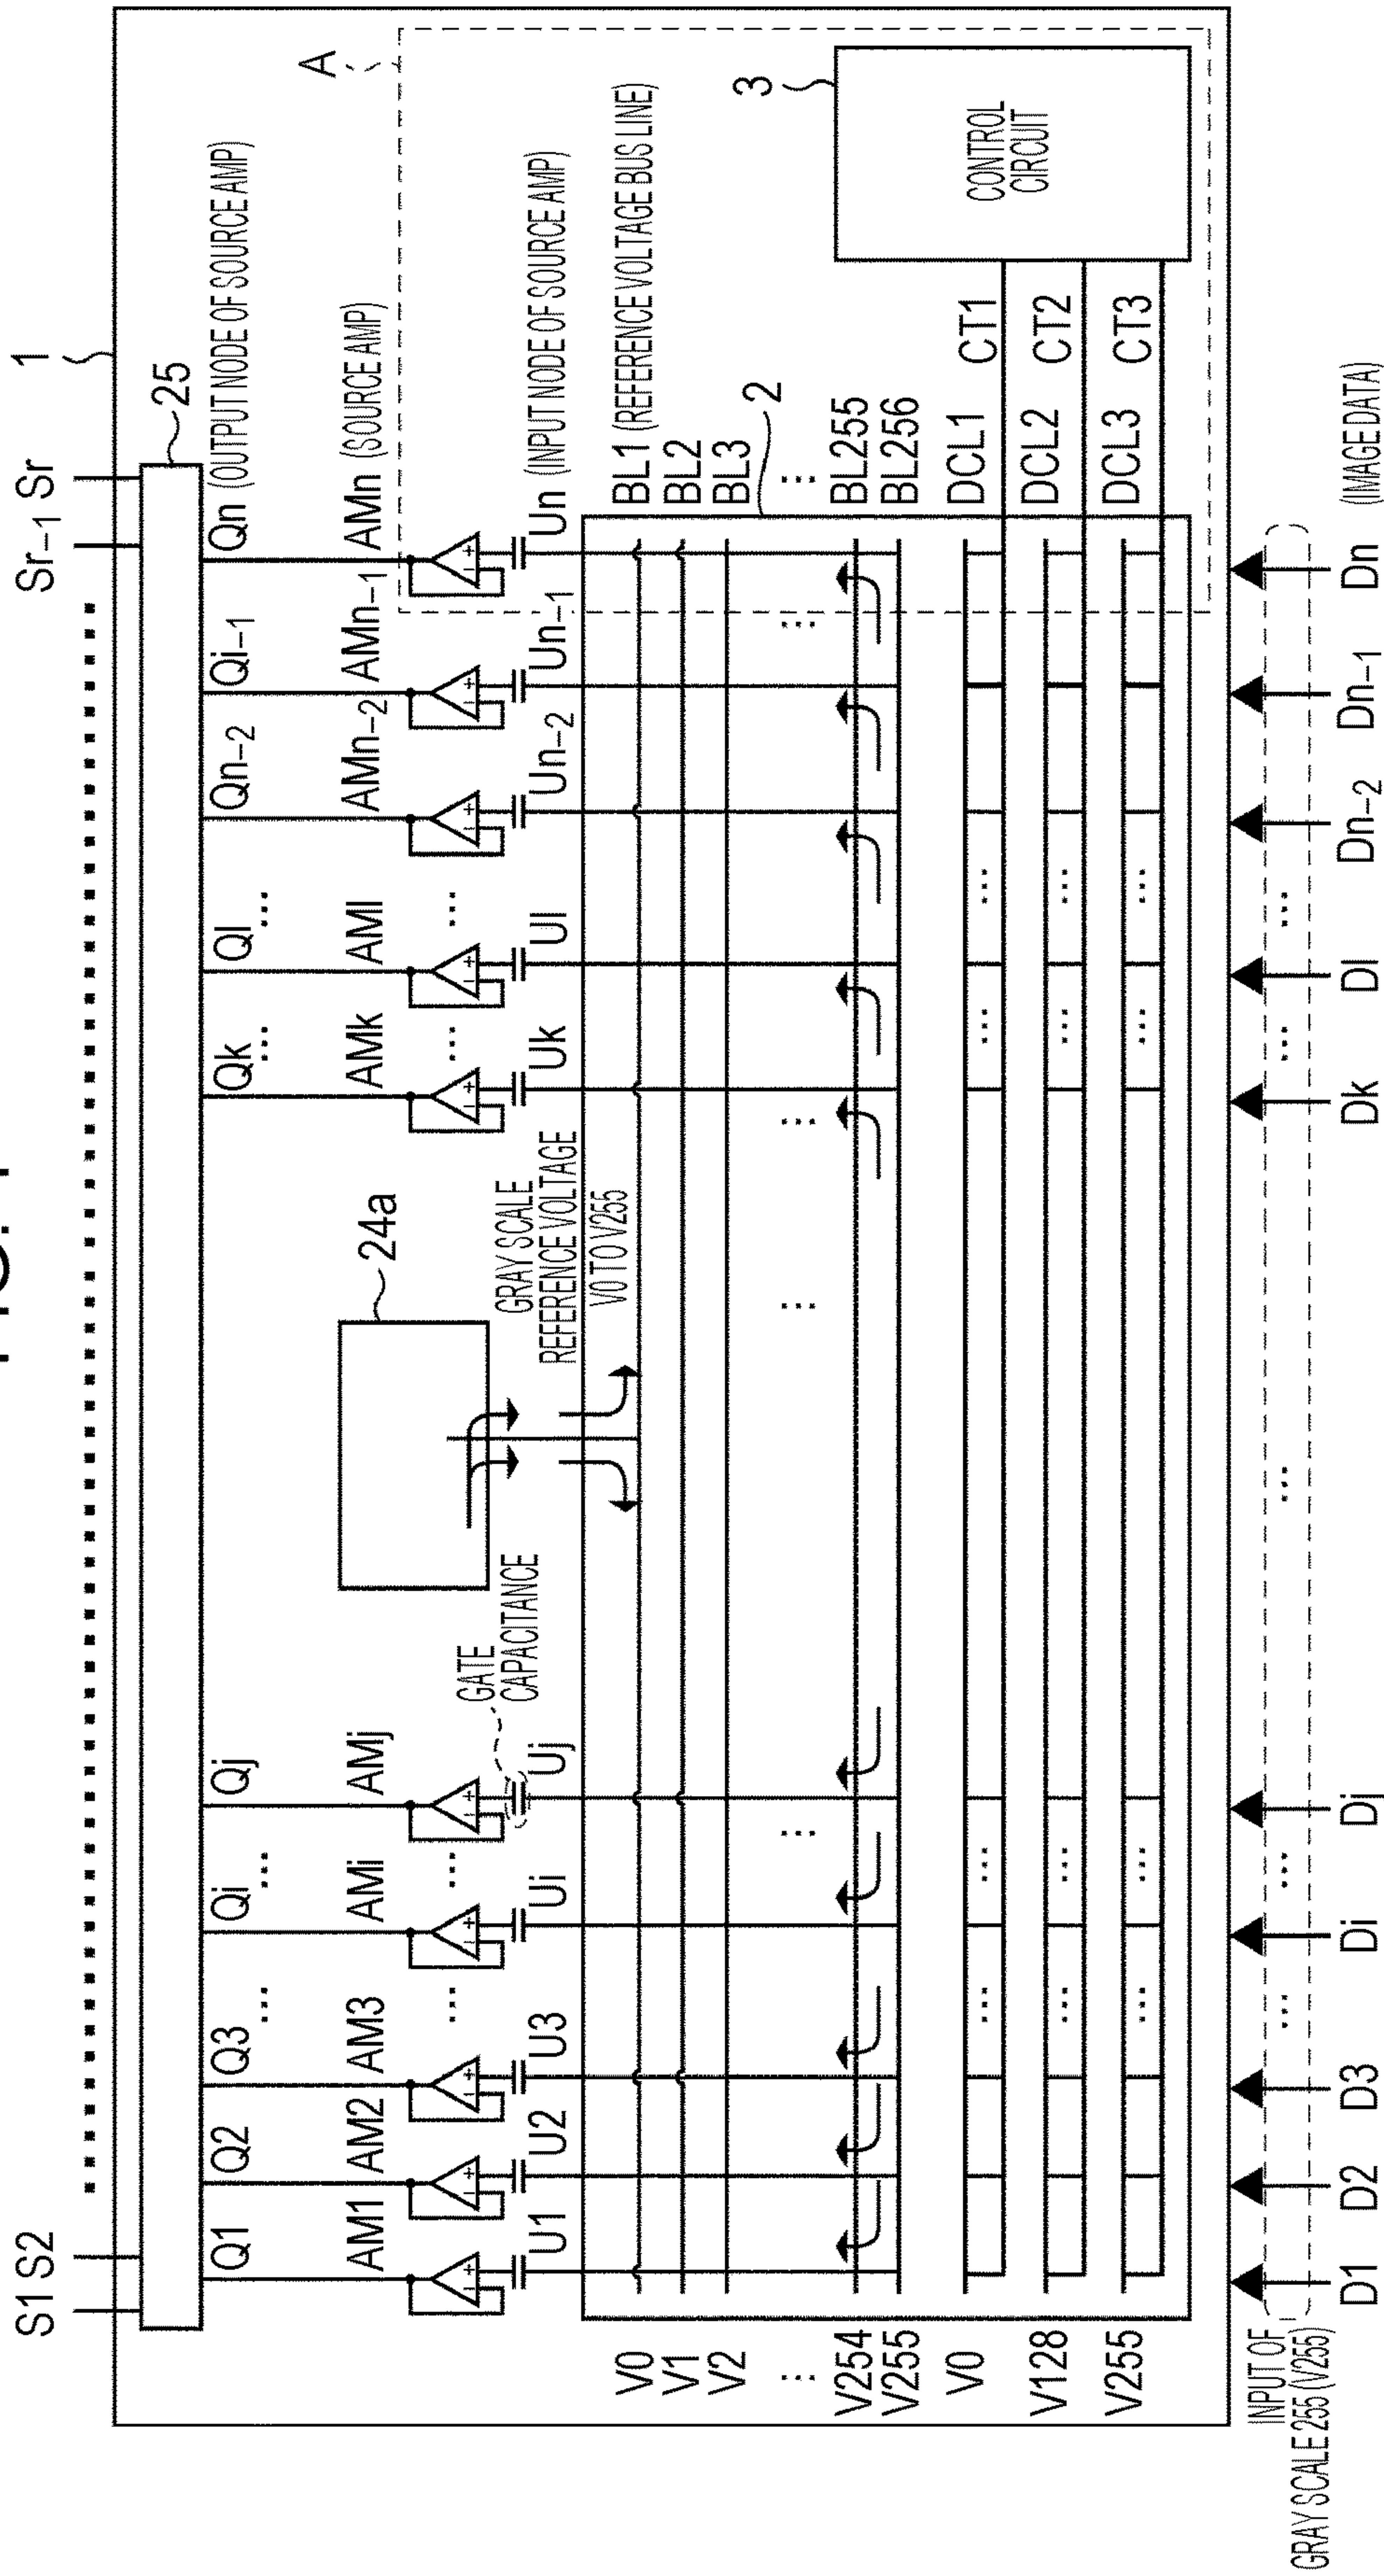 FIG. 1
S1 S2
Sr-1 Sr
1
25
Q1
Q2
Q3
...
Qi
...
Qj
Qk
...
Ql
...
Qn-2
Qi-1
Qn (OUTPUT NODE OF SOURCE AMP)
A
AM1
AM2
AM3
...
AMi
...
AMj
24a
AMk
...
AMl
...
AMn-2
AMn-1
AMn (SOURCE AMP)
GATE
CAPACITANCE
U1
U2
U3
Ui
Uj
GRAY SCALE
REFERENCE VOLTAGE
V0 TO V255
Uk
Ul
Un-2
Un-1
Un (INPUT NODE OF SOURCE AMP)
V0
BL1 (REFERENCE VOLTAGE BUS LINE)
V1
BL2
V2
BL3
2
3
V254
BL255
V255
BL256
V0
DCL1
CT1
V128
DCL2
CT2
V255
DCL3
CT3
CONTROL
CIRCUIT
INPUT OF
GRAY SCALE 255 (V255)
D1
D2
D3
...
Di
...
Dj
...
Dk
...
Dl
...
Dn-2
Dn-1
Dn
(IMAGE DATA)